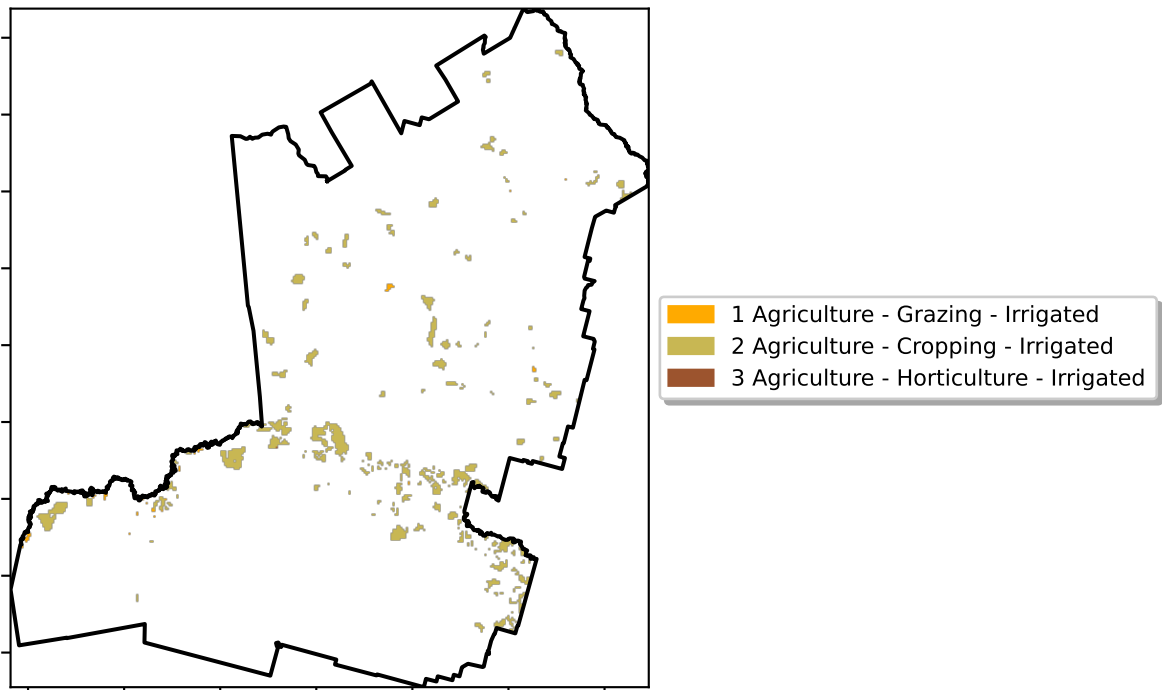 1 Agriculture - Grazing - Irrigated
2 Agriculture - Cropping - Irrigated
3 Agriculture - Horticulture - Irrigated